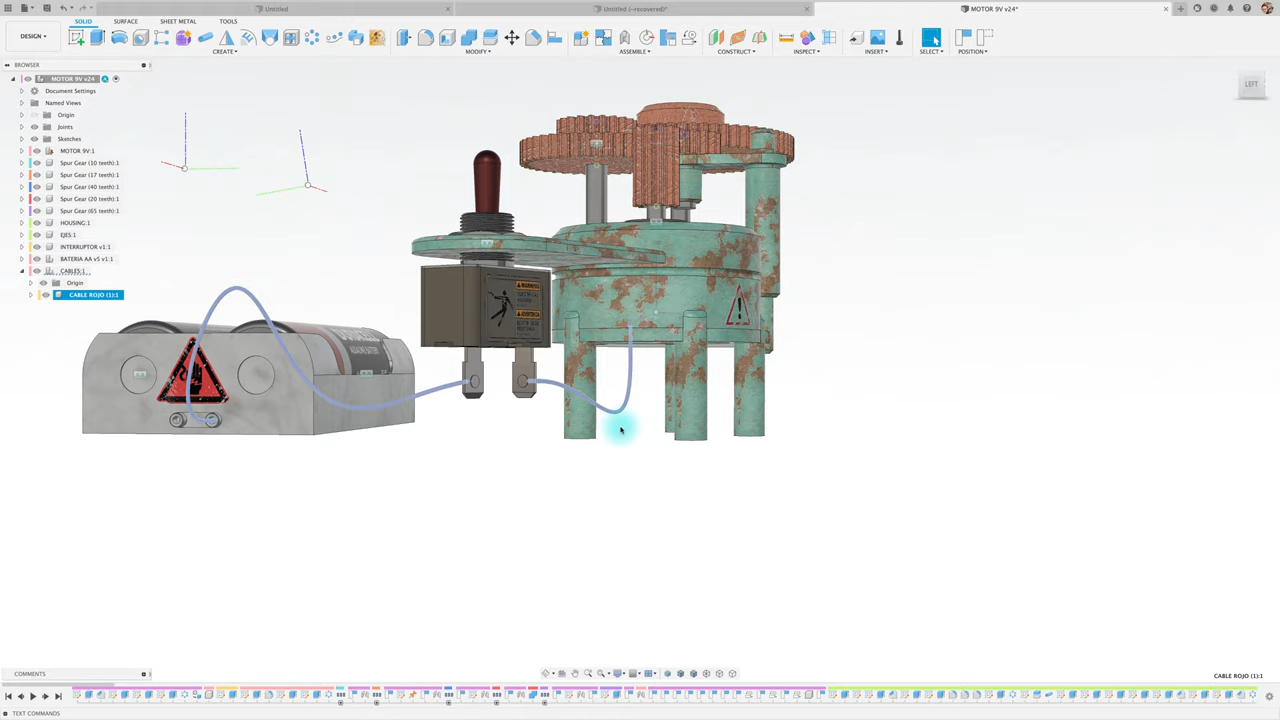 Untitled
Untitled (~recovered)*
MOTOR 9V v24*
DESIGN
SOLID
SURFACE
SHEET METAL
TOOLS
CREATE
MODIFY
ASSEMBLE
CONSTRUCT
INSPECT
INSERT
SELECT
POSITION
BROWSER
LEFT
MOTOR 9V v24
Document Settings
Named Views
Origin
Joints
Sketches
MOTOR 9V:1
Spur Gear (10 teeth):1
Spur Gear (17 teeth):1
Spur Gear (40 teeth):1
Spur Gear (20 teeth):1
Spur Gear (65 teeth):1
HOUSING:1
EJES:1
INTERRUPTOR v1:1
BATERIA AA v5 v1:1
CABLES:1
Origin
CABLE ROJO (1):1
WARNING
COMMENTS
CABLE ROJO (1):1
TEXT COMMANDS